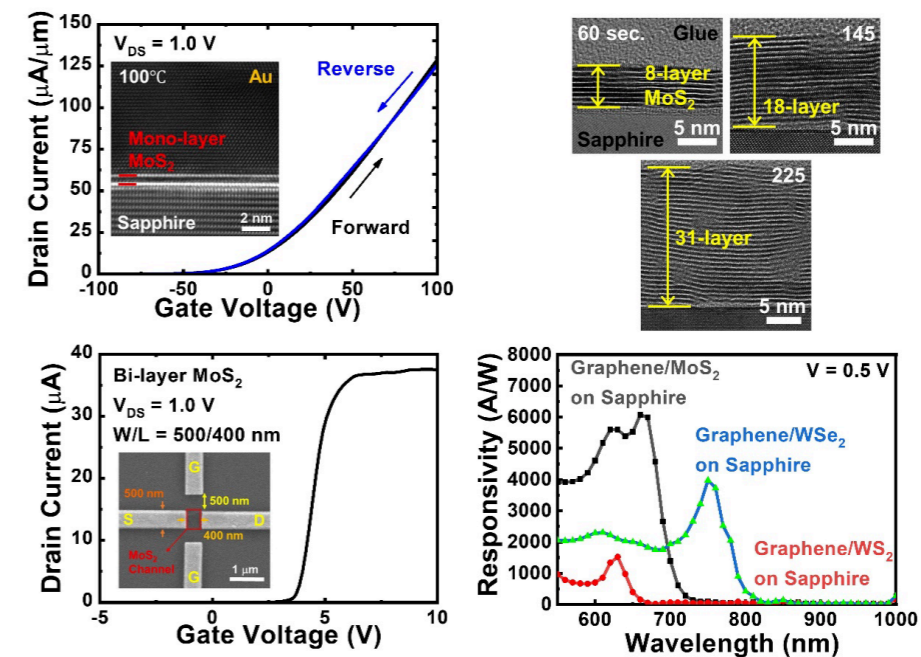 150
V_DS = 1.0 V
125
Reverse
100℃
Au
100
Mono-layer
MoS₂
75
50
Sapphire
2 nm
Forward
25
0
-100
-50
0
50
100
Drain Current (μA/μm)
Gate Voltage (V)
60 sec.
Glue
8-layer
MoS₂
Sapphire
5 nm
145
18-layer
5 nm
225
31-layer
5 nm
40
Bi-layer MoS₂
V_DS = 1.0 V
30
W/L = 500/400 nm
G
500 nm
500 nm
20
S
D
400 nm
10
MoS₂
Channel
G
1 μm
0
-10
-5
0
5
10
Drain Current (μA)
Gate Voltage (V)
8000
Graphene/MoS₂
on Sapphire
V = 0.5 V
7000
6000
Graphene/WSe₂
on Sapphire
5000
4000
3000
2000
Graphene/WS₂
on Sapphire
1000
0
600
700
800
900
1000
Responsivity (A/W)
Wavelength (nm)